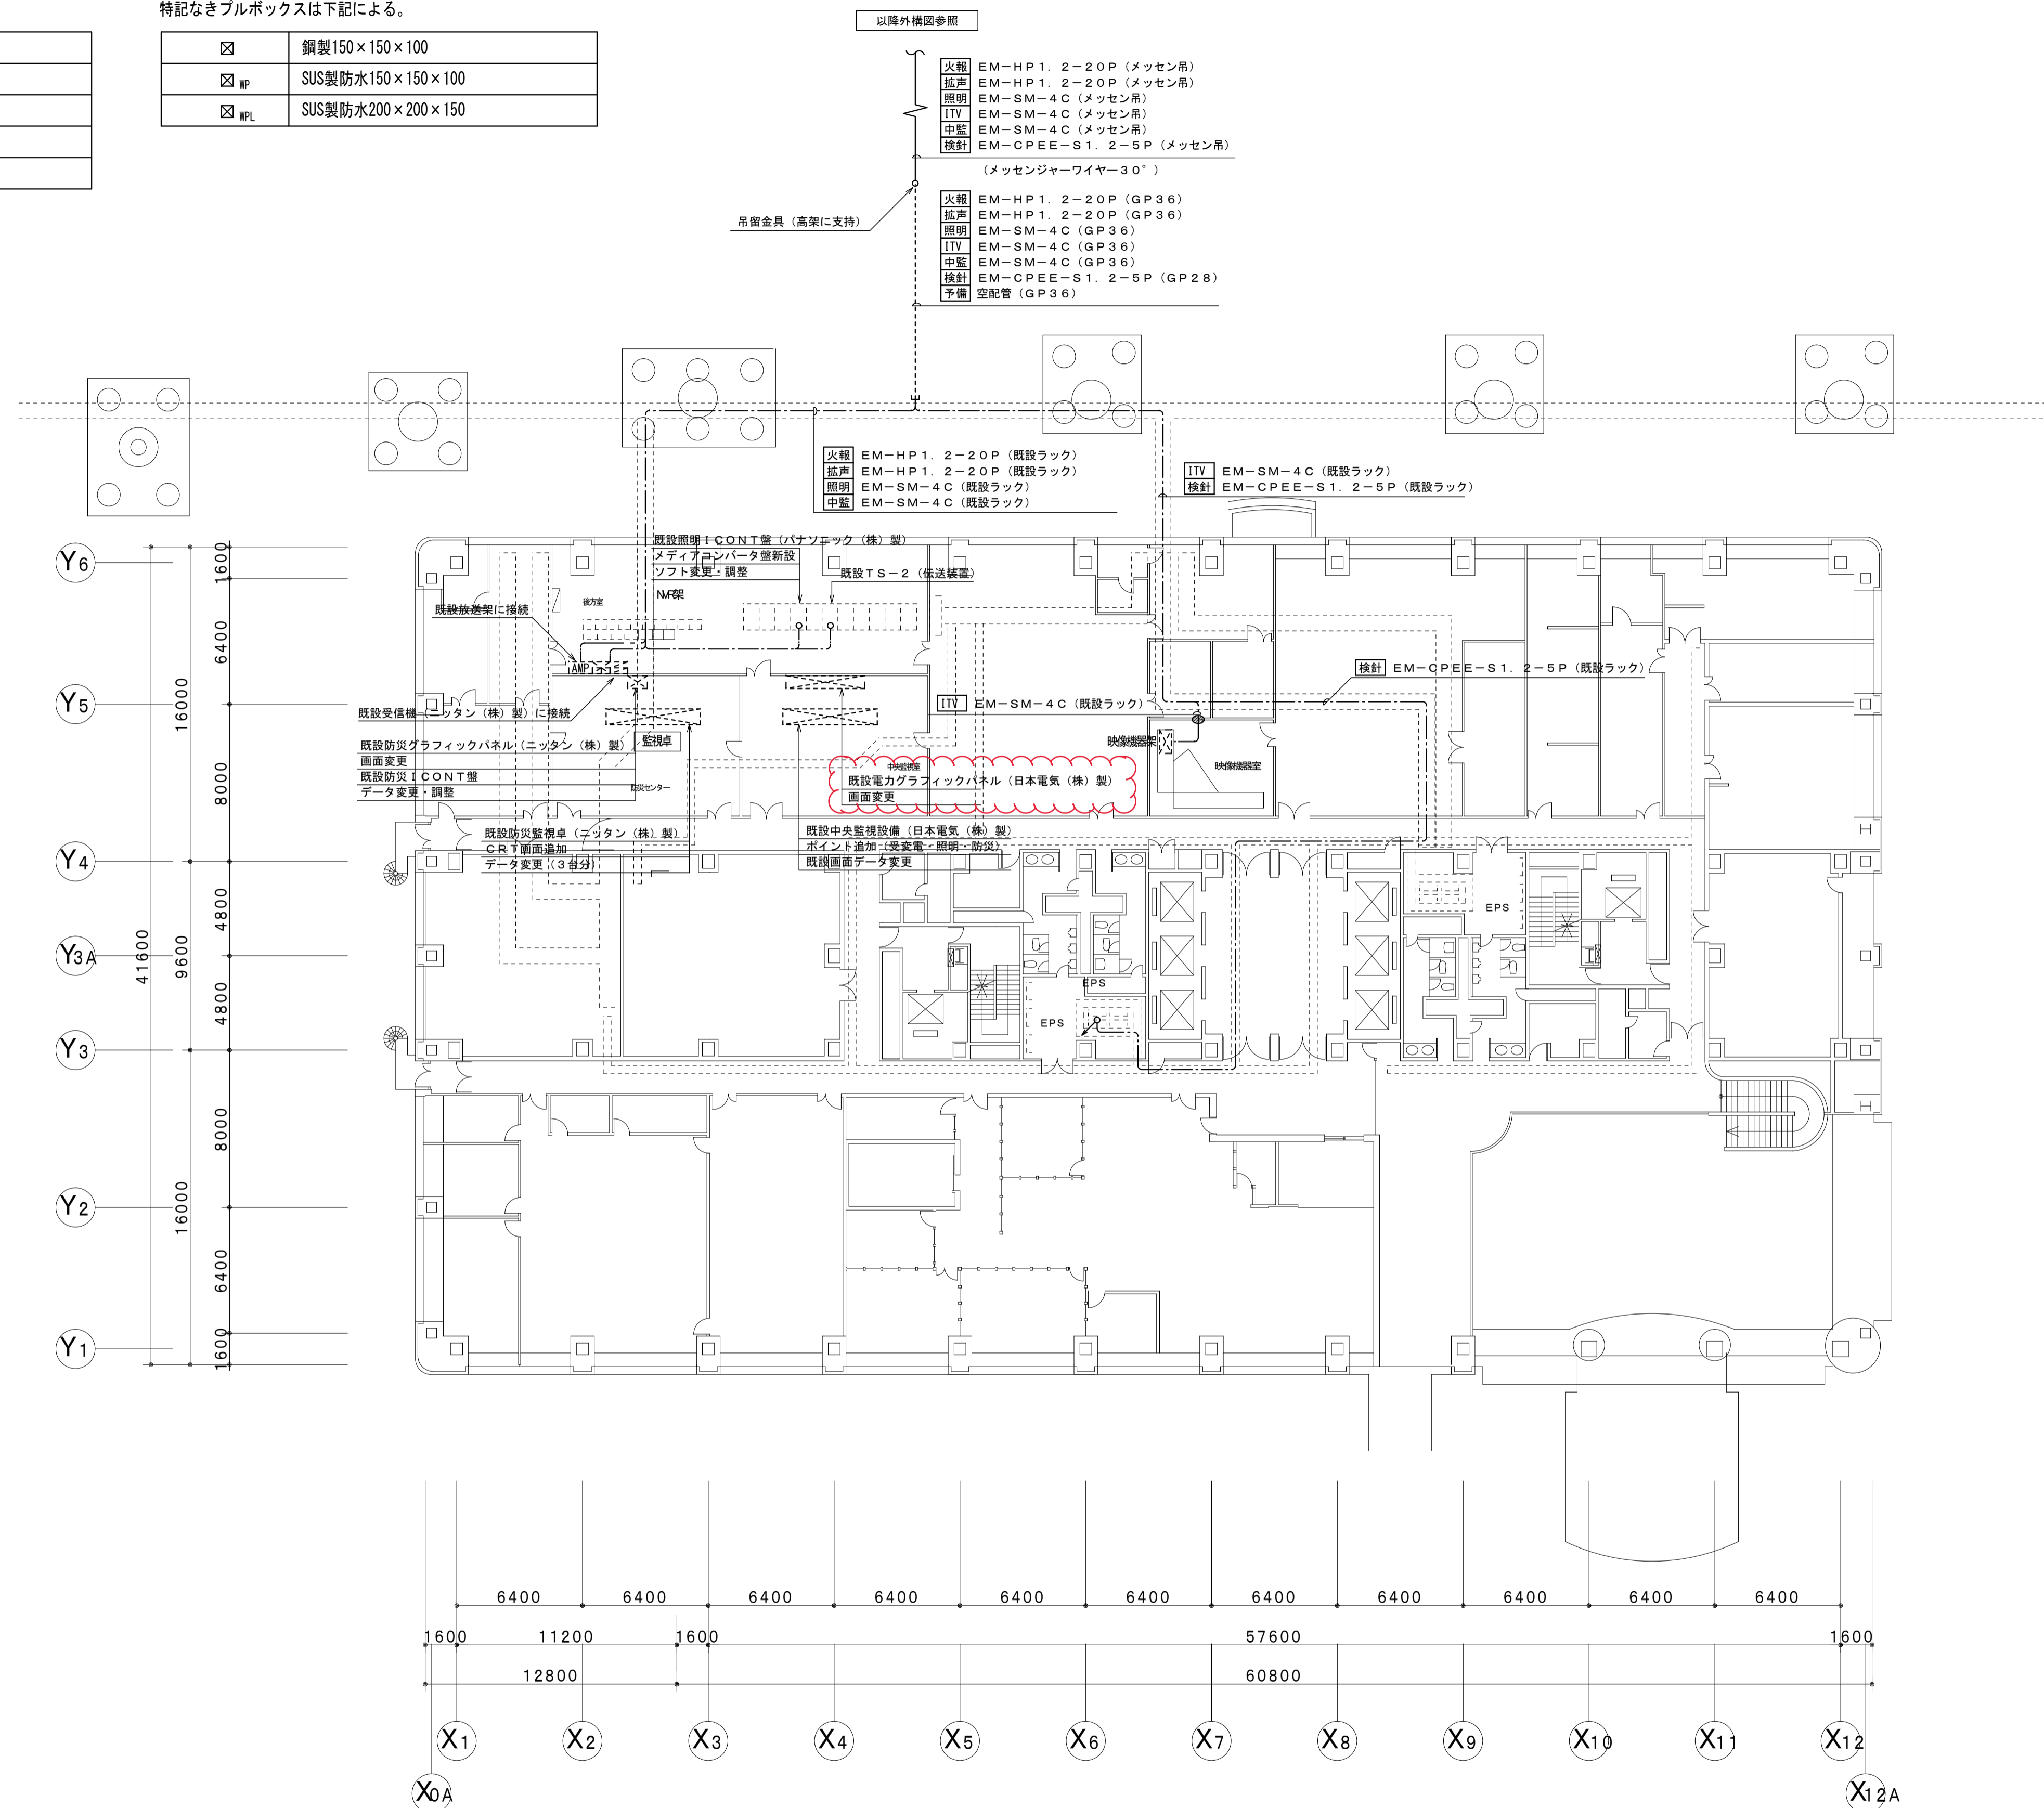 特記なきプルボックスは下記による。
鋼製150×150×100
WP SUS製防水150×150×100
WPL SUS製防水200×200×150
以降外構図参照
火報 EM－HP1．2－20P（メッセン吊）
拡声 EM－HP1．2－20P（メッセン吊）
照明 EM－SM－4C（メッセン吊）
ITV EM－SM－4C（メッセン吊）
中監 EM－SM－4C（メッセン吊）
検針 EM－CPEE－S1．2－5P（メッセン吊）
（メッセンジャーワイヤー30°）
吊留金具（高架に支持）
火報 EM－HP1．2－20P（GP36）
拡声 EM－HP1．2－20P（GP36）
照明 EM－SM－4C（GP36）
ITV EM－SM－4C（GP36）
中監 EM－SM－4C（GP36）
検針 EM－CPEE－S1．2－5P（GP28）
予備 空配管（GP36）
火報 EM－HP1．2－20P（既設ラック）
拡声 EM－HP1．2－20P（既設ラック）
照明 EM－SM－4C（既設ラック）
中監 EM－SM－4C（既設ラック）
ITV EM－SM－4C（既設ラック）
検針 EM－CPEE－S1．2－5P（既設ラック）
既設照明ICONT盤（パナソニック（株）製）
メディアコンバータ盤新設
ソフト変更・調整
既設TS－2（伝送装置）
後方室
NMR架
既設放送架に接続
AMP
検針 EM－CPEE－S1．2－5P（既設ラック）
ITV EM－SM－4C（既設ラック）
既設受信機（ニッタン（株）製）に接続
既設防災グラフィックパネル（ニッタン（株）製）
画面変更
既設防災ICONT盤
データ変更・調整
監視卓
防災センター
映像機器架
映像機器室
中央監視室
既設電力グラフィックパネル（日本電気（株）製）
画面変更
既設防災監視卓（ニッタン（株）製）
CRT画面追加
データ変更（3台分）
既設中央監視設備（日本電気（株）製）
ポイント追加（受変電・照明・防災）
既設画面データ変更
EPS
EPS
EPS
Y6
Y5
Y4
Y3A
Y3
Y2
Y1
41600
16000
9600
16000
1600
6400
8000
4800
4800
8000
6400
1600
6400 6400 6400 6400 6400 6400 6400 6400 6400 6400 6400
1600 11200 1600 57600 1600
12800 60800
X1 X2 X3 X4 X5 X6 X7 X8 X9 X10 X11 X12
X0A X12A